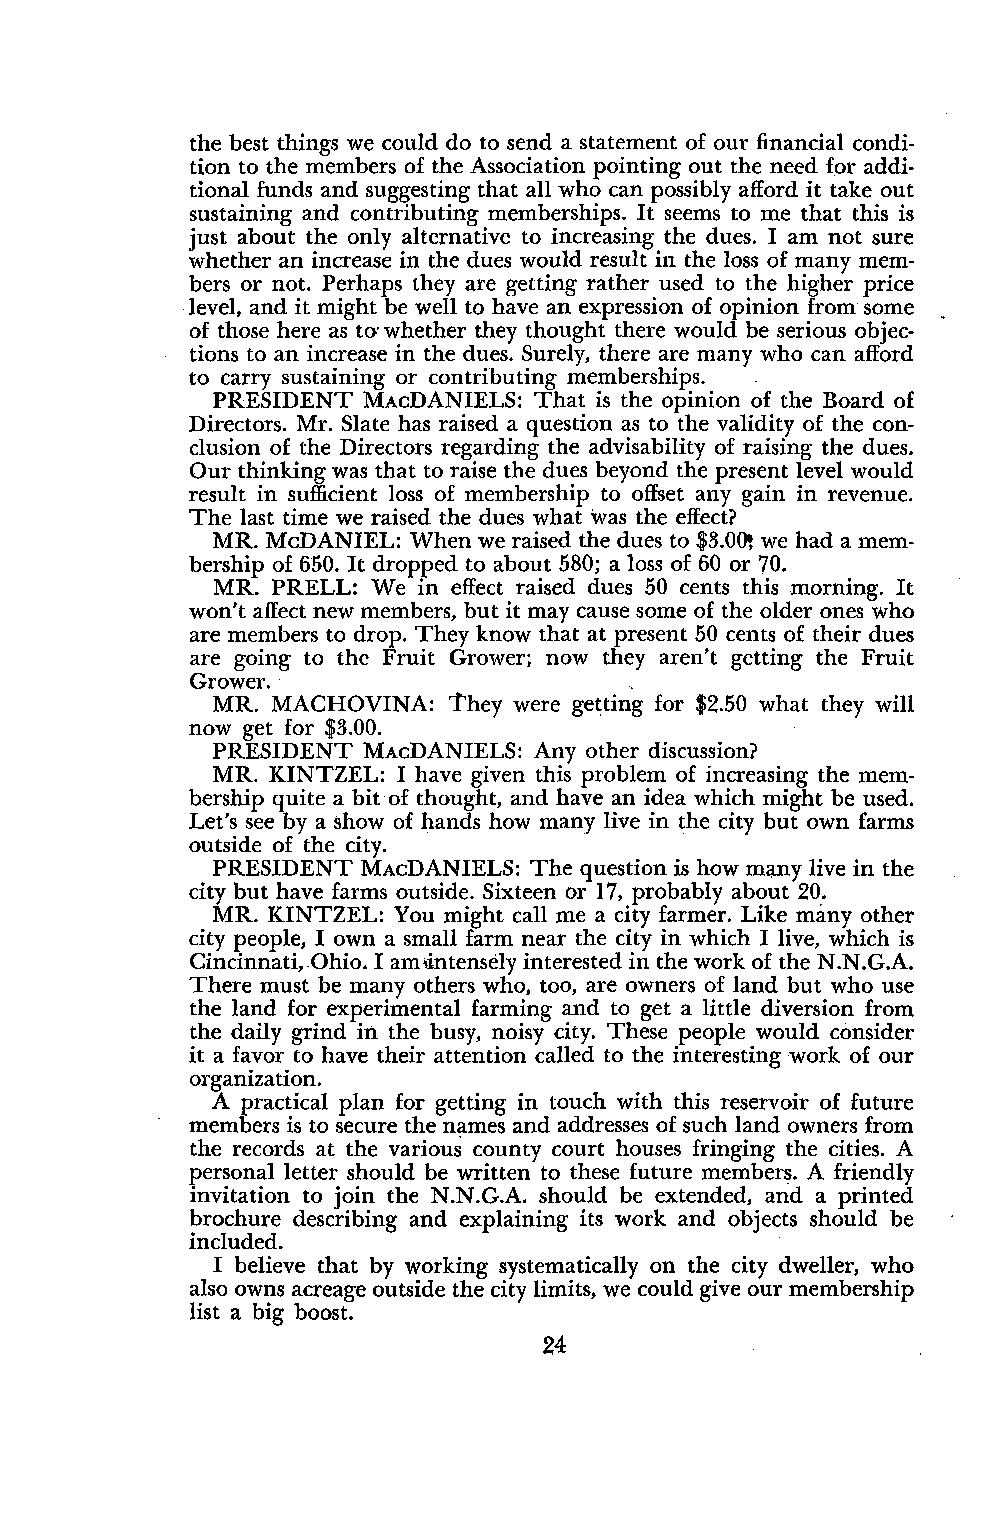 the best things we could do to send a statement of our financial condi-
tion to the members of the Association pointing out the need for addi-
tional funds and suggesting that all who can possibly afford it take out
sustaining and contributing memberships. It seems to me that this is
just about the only alternative to increasing the dues. I am not sure
whether an increase in the dues would result in the loss of many mem-
bers or not. Perhaps they are getting rather used to the higher price
level, and it might be well to have an expression of opinion from some
of those here as to whether they thought there would be serious objec-
tions to an increase in the dues. Surely, there are many who can afford
to carry sustaining or contributing memberships.
PRESIDENT MACDANIELS: That is the opinion of the Board of
Directors. Mr. Slate has raised a question as to the validity of the con-
clusion of the Directors regarding the advisability of raising the dues.
Our thinking was that to raise the dues beyond the present level would
result in sufficient loss of membership to offset any gain in revenue.
The last time we raised the dues what was the effect?
MR. McDANIEL: When we raised the dues to $3.00, we had a mem-
bership of 650. It dropped to about 580; a loss of 60 or 70.
MR. PRELL: We in effect raised dues 50 cents this morning. It
won't affect new members, but it may cause some of the older ones who
are members to drop. They know that at present 50 cents of their dues
are going to the Fruit Grower; now they aren't getting the Fruit
Grower.
MR. MACHOVINA: They were getting for $2.50 what they will
now get for $3.00.
PRESIDENT MACDANIELS: Any other discussion?
MR. KINTZEL: I have given this problem of increasing the mem-
bership quite a bit of thought, and have an idea which might be used.
Let's see by a show of hands how many live in the city but own farms
outside of the city.
PRESIDENT MACDANIELS: The question is how many live in the
city but have farms outside. Sixteen or 17, probably about 20.
MR. KINTZEL: You might call me a city farmer. Like many other
city people, I own a small farm near the city in which I live, which is
Cincinnati, Ohio. I am intensely interested in the work of the N.N.G.A.
There must be many others who, too, are owners of land but who use
the land for experimental farming and to get a little diversion from
the daily grind in the busy, noisy city. These people would consider
it a favor to have their attention called to the interesting work of our
organization.
A practical plan for getting in touch with this reservoir of future
members is to secure the names and addresses of such land owners from
the records at the various county court houses fringing the cities. A
personal letter should be written to these future members. A friendly
invitation to join the N.N.G.A. should be extended, and a printed
brochure describing and explaining its work and objects should be
included.
I believe that by working systematically on the city dweller, who
also owns acreage outside the city limits, we could give our membership
list a big boost.
24